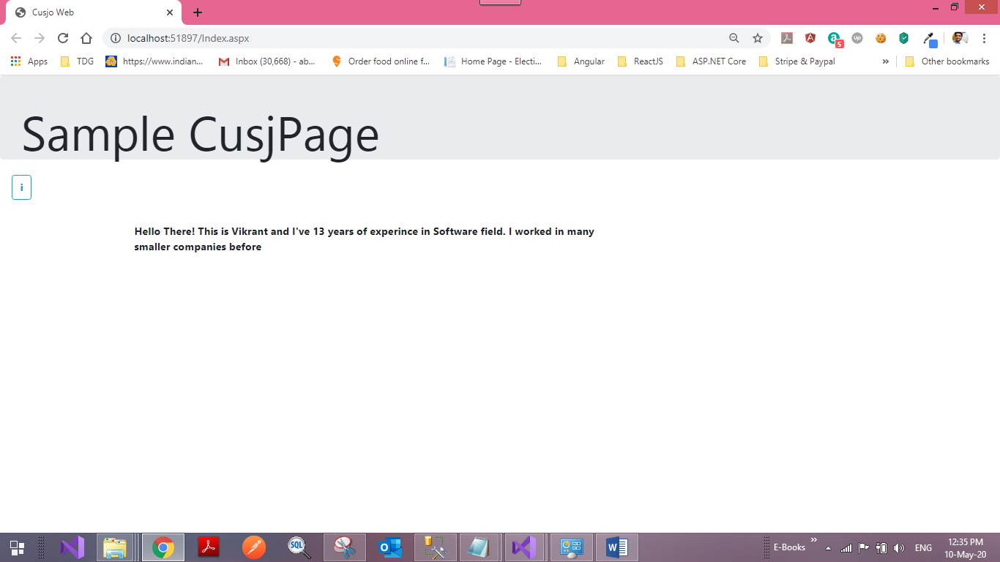 Cusjo Web
localhost:51897/Index.aspx
5
Apps TDG https://www.indian... Inbox (30,668) - ab... Order food online f... Home Page - Electi... Angular ReactJS ASP.NET Core Stripe & Paypal » Other bookmarks
Sample CusjPage
i
Hello There! This is Vikrant and I've 13 years of experince in Software field. I worked in many
smaller companies before
E-Books » ENG 12:35 PM
10-May-20